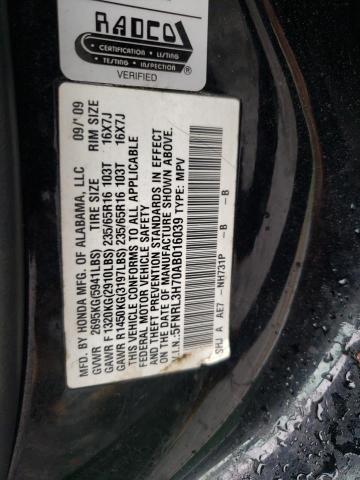 RADCO
CERTIFICATION LISTING
TESTING INSPECTION
VERIFIED
MFD. BY HONDA MFG. OF ALABAMA, LLC 09/'09
GVWR 2695KG(5941LBS) TIRE SIZE RIM SIZE
GAWR F 1320KG(2910LBS) 235/65R16 103T 16X7J
GAWR R 1450KG(3197LBS) 235/65R16 103T 16X7J
THIS VEHICLE CONFORMS TO ALL APPLICABLE
FEDERAL MOTOR VEHICLE SAFETY
AND THEFT PREVENTION STANDARDS IN EFFECT
ON THE DATE OF MANUFACTURE SHOWN ABOVE.
V.I.N.:5FNRL3H70AB016039 TYPE: MPV
SHJ A AE7 -NH731P -B -B